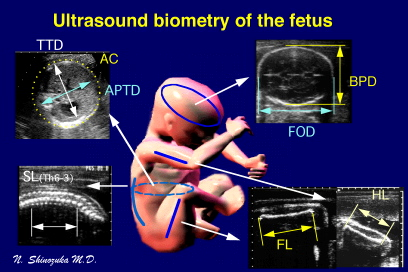 Ultrasound biometry of the fetus
TTD
AC
APTD
BPD
FOD
SL(Th6-3)
HL
FL
N. Shinozuka M.D.